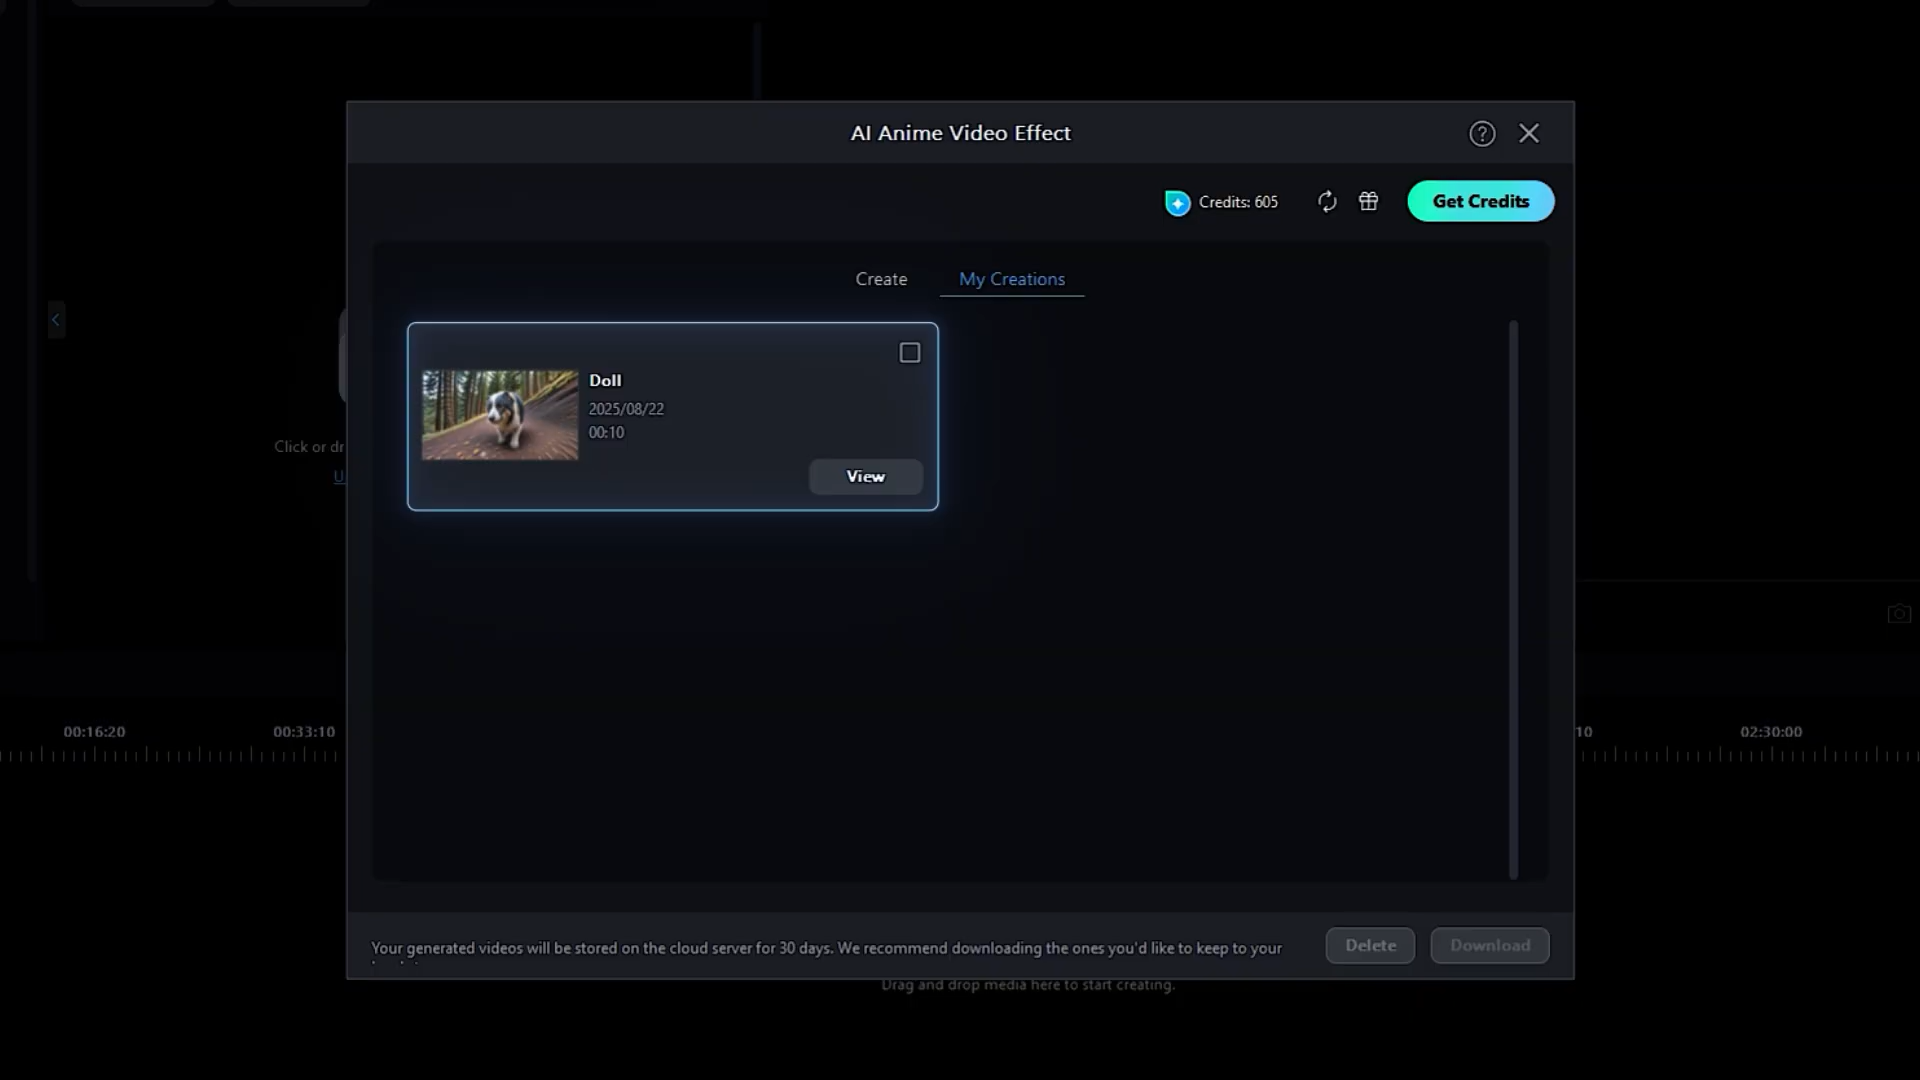 AI Anime Video Effect
Credits: 605
Get Credits
Create
My Creations
Doll
2025/08/22
00:10
View
Click or dr
U
00:16:20
00:33:10
10
02:30:00
Your generated videos will be stored on the cloud server for 30 days. We recommend downloading the ones you'd like to keep to your
Delete
Download
Drag and drop media here to start creating.